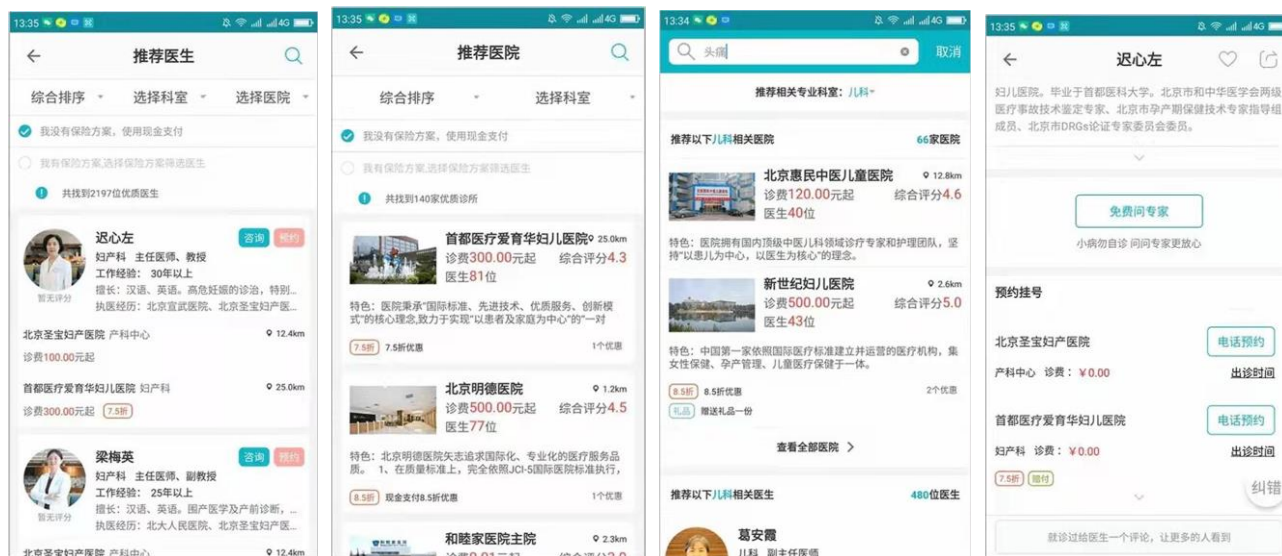 13:35
4G
推荐医生
综合排序
选择科室
选择医院
我没有保险方案，使用现金支付
我有保险方案,选择保险方案筛选医生
共找到2197位优质医生
迟心左
咨询
预约
妇产科 主任医师、教授
工作经验： 30年以上
擅长：汉语、英语。高危妊娠的诊治，特别...
执医经历：北京宣武医院、北京圣宝妇产医...
暂无评分
北京圣宝妇产医院 产科中心
12.4km
诊费100.00元起
首都医疗爱育华妇儿医院 妇产科
25.0km
诊费300.00元起
7.5折
梁梅英
咨询
预约
妇产科 主任医师、副教授
工作经验： 25年以上
擅长：汉语、英语。围产医学及产前诊断，...
执医经历：北大人民医院、北京圣宝妇产医...
暂无评分
北京圣宝妇产医院 产科中心
12.4km
13:35
4G
推荐医院
综合排序
选择科室
我没有保险方案，使用现金支付
我有保险方案,选择保险方案筛选医生
共找到140家优质诊所
首都医疗爱育华妇儿医院
25.0km
诊费300.00元起
综合评分4.3
医生81位
特色：医院秉承“国际标准、先进技术、优质服务、创新模
式”的核心理念,致力于实现“以患者及家庭为中心”的“一对
7.5折
7.5折优惠
1个优惠
北京明德医院
1.2km
诊费500.00元起
综合评分4.5
医生77位
特色：北京明德医院矢志追求国际化、专业化的医疗服务品
质。 1、在质量标准上，完全依照JCI-5国际医院标准执行，
8.5折
现金支付8.5折优惠
1个优惠
和睦家医院主院
2.3km
13:34
4G
头痛
取消
推荐相关专业科室：儿科
推荐以下儿科相关医院
66家医院
北京惠民中医儿童医院
12.8km
诊费120.00元起
综合评分4.6
医生40位
特色：医院拥有国内顶级中医儿科领域诊疗专家和护理团队，坚
持“以患儿为中心，以医生为核心”的理念。
新世纪妇儿医院
2.6km
诊费500.00元起
综合评分5.0
医生43位
特色：中国第一家依照国际医疗标准建立并运营的医疗机构，集
女性保健、孕产管理、儿童医疗保健于一体。
8.5折
8.5折优惠
2个优惠
礼品
赠送礼品一份
查看全部医院
推荐以下儿科相关医生
480位医生
葛安霞
儿科 副主任医师
13:35
4G
迟心左
妇儿医院。毕业于首都医科大学。北京市和中华医学会两级
医疗事故技术鉴定专家、北京市孕产期保健技术专家指导组
成员、北京市DRGs论证专家委员会委员。
免费问专家
小病勿自诊 问问专家更放心
预约挂号
北京圣宝妇产医院
电话预约
产科中心 诊费：￥0.00
出诊时间
首都医疗爱育华妇儿医院
电话预约
妇产科 诊费：￥0.00
出诊时间
7.5折
赠付
纠错
就诊过给医生一个评论，让更多的人看到